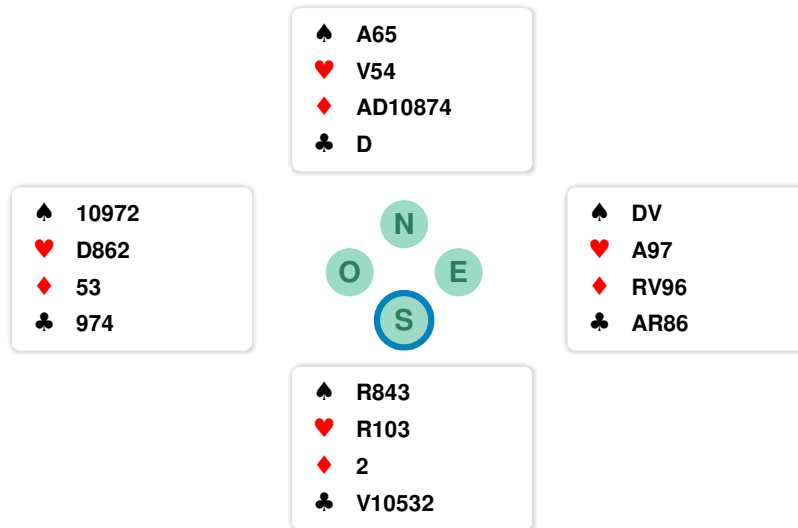 ♠ A65
♥ V54
♦ AD10874
♣ D
♠ 10972
♥ D862
♦ 53
♣ 974
N
O
E
S
♠ DV
♥ A97
♦ RV96
♣ AR86
♠ R843
♥ R103
♦ 2
♣ V10532